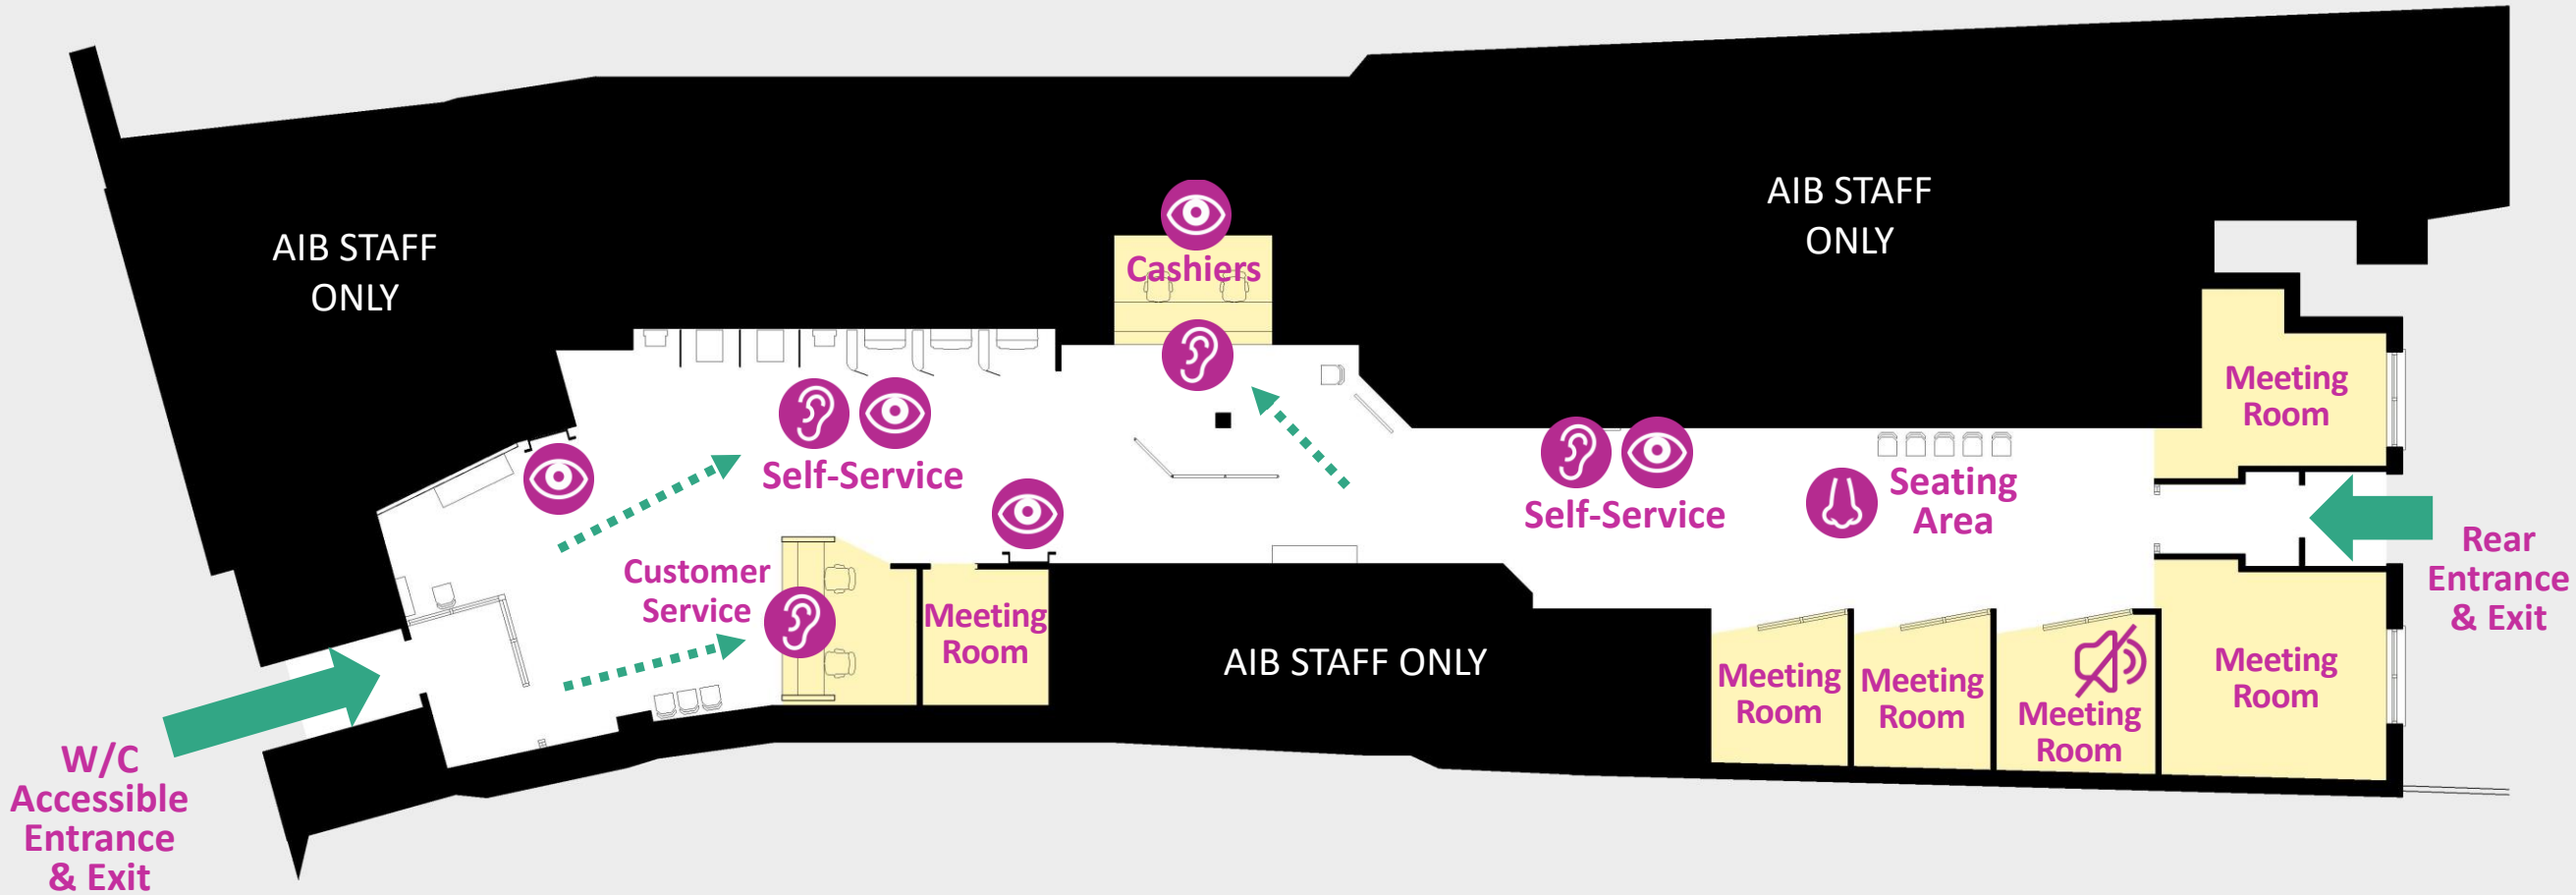 AIB STAFF
ONLY
AIB STAFF
ONLY
Cashiers
Meeting
Room
Self-Service
Self-Service
Seating
Area
Rear
Entrance
& Exit
Customer
Service
Meeting
Room
AIB STAFF ONLY
Meeting
Room
Meeting
Room
Meeting
Room
Meeting
Room
W/C
Accessible
Entrance
& Exit